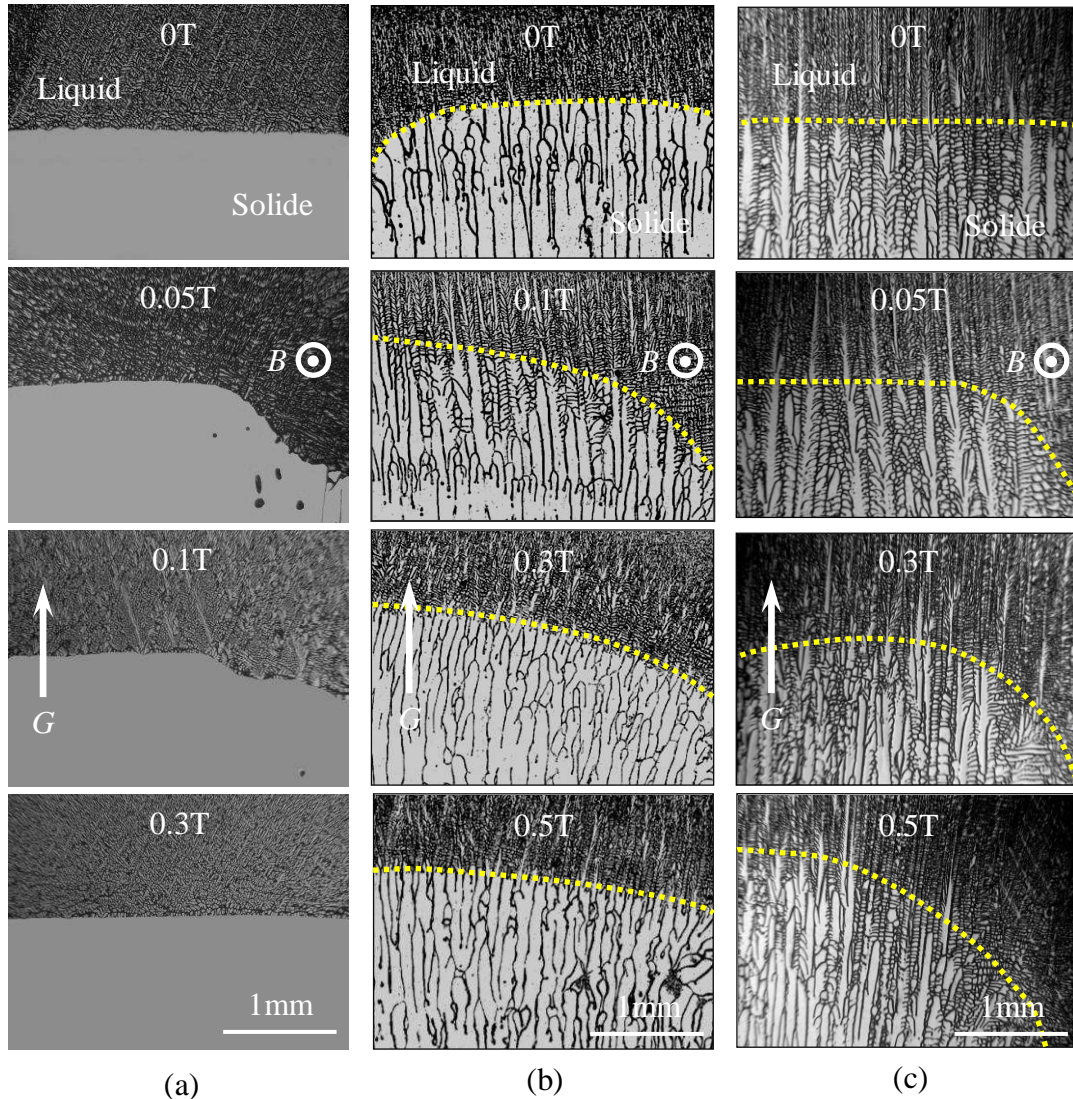 0T
Liquid
Solide
0T
Liquid
Solide
0T
Liquid
Solide
0.05T
B
0.1T
B
0.05T
B
0.1T
G
0.3T
G
0.3T
G
0.3T
1mm
0.5T
1mm
0.5T
1mm
(a)
(b)
(c)